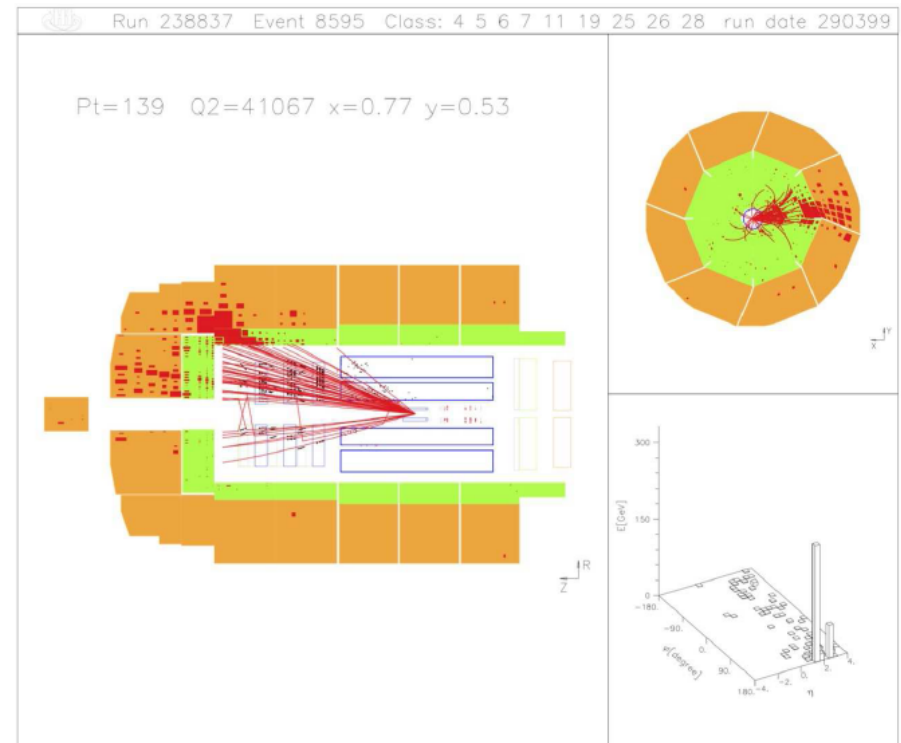 Run 238837 Event 8595 Class: 4 5 6 7 11 19 25 26 28 run date 290399
Pt=139 Q2=41067 x=0.77 y=0.53
R
Z
Y
X
E[GeV]
300
150
0
-180.
-90.
0.
90.
180.
φ[degree]
-4.
-2.
0.
2.
4.
η